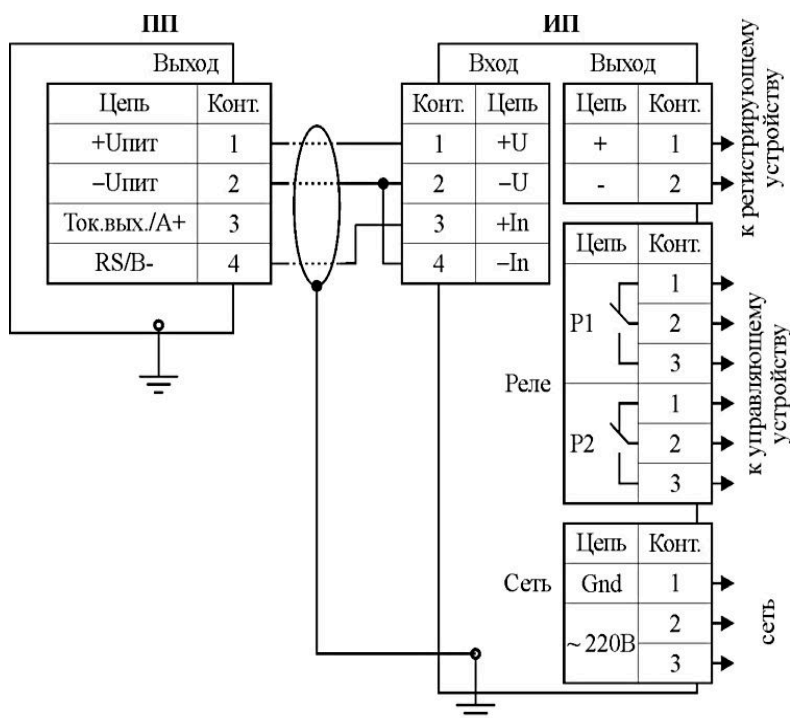 ПП
ИП
Выход
Вход
Выход
Цепь Конт.
+Uпит 1
−Uпит 2
Ток.вых./А+ 3
RS/В- 4
Конт. Цепь
1 +U
2 −U
3 +In
4 −In
Цепь Конт.
+ 1
- 2
к регистрирующему
устройству
Цепь Конт.
Р1
1
2
3
Реле
Р2
1
2
3
к управляющему
устройству
Цепь Конт.
Сеть Gnd 1
~ 220В
2
3
сеть